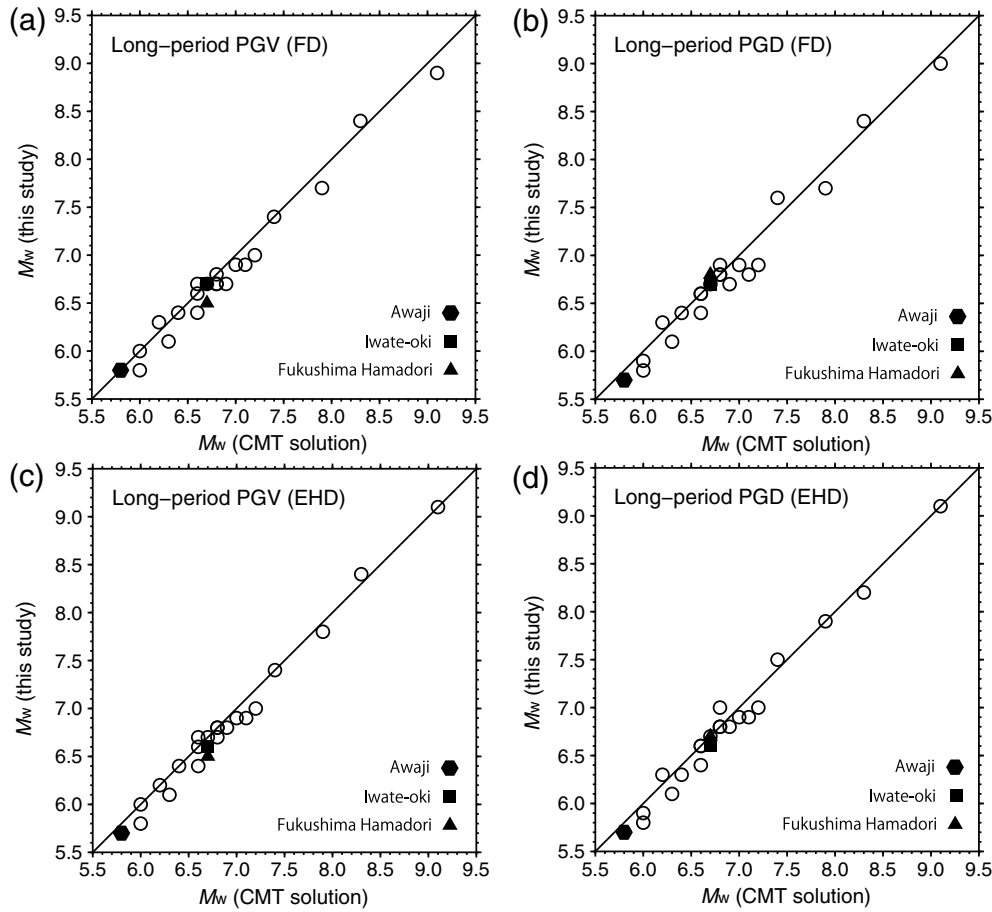 (a)
Long-period PGV (FD)
9.5
9.0
8.5
8.0
7.5
7.0
6.5
6.0
5.5
Mw (this study)
Awaji
Iwate-oki
Fukushima Hamadori
5.5 6.0 6.5 7.0 7.5 8.0 8.5 9.0 9.5
Mw (CMT solution)
(b)
Long-period PGD (FD)
9.5
9.0
8.5
8.0
7.5
7.0
6.5
6.0
5.5
Mw (this study)
Awaji
Iwate-oki
Fukushima Hamadori
5.5 6.0 6.5 7.0 7.5 8.0 8.5 9.0 9.5
Mw (CMT solution)
(c)
Long-period PGV (EHD)
9.5
9.0
8.5
8.0
7.5
7.0
6.5
6.0
5.5
Mw (this study)
Awaji
Iwate-oki
Fukushima Hamadori
5.5 6.0 6.5 7.0 7.5 8.0 8.5 9.0 9.5
Mw (CMT solution)
(d)
Long-period PGD (EHD)
9.5
9.0
8.5
8.0
7.5
7.0
6.5
6.0
5.5
Mw (this study)
Awaji
Iwate-oki
Fukushima Hamadori
5.5 6.0 6.5 7.0 7.5 8.0 8.5 9.0 9.5
Mw (CMT solution)